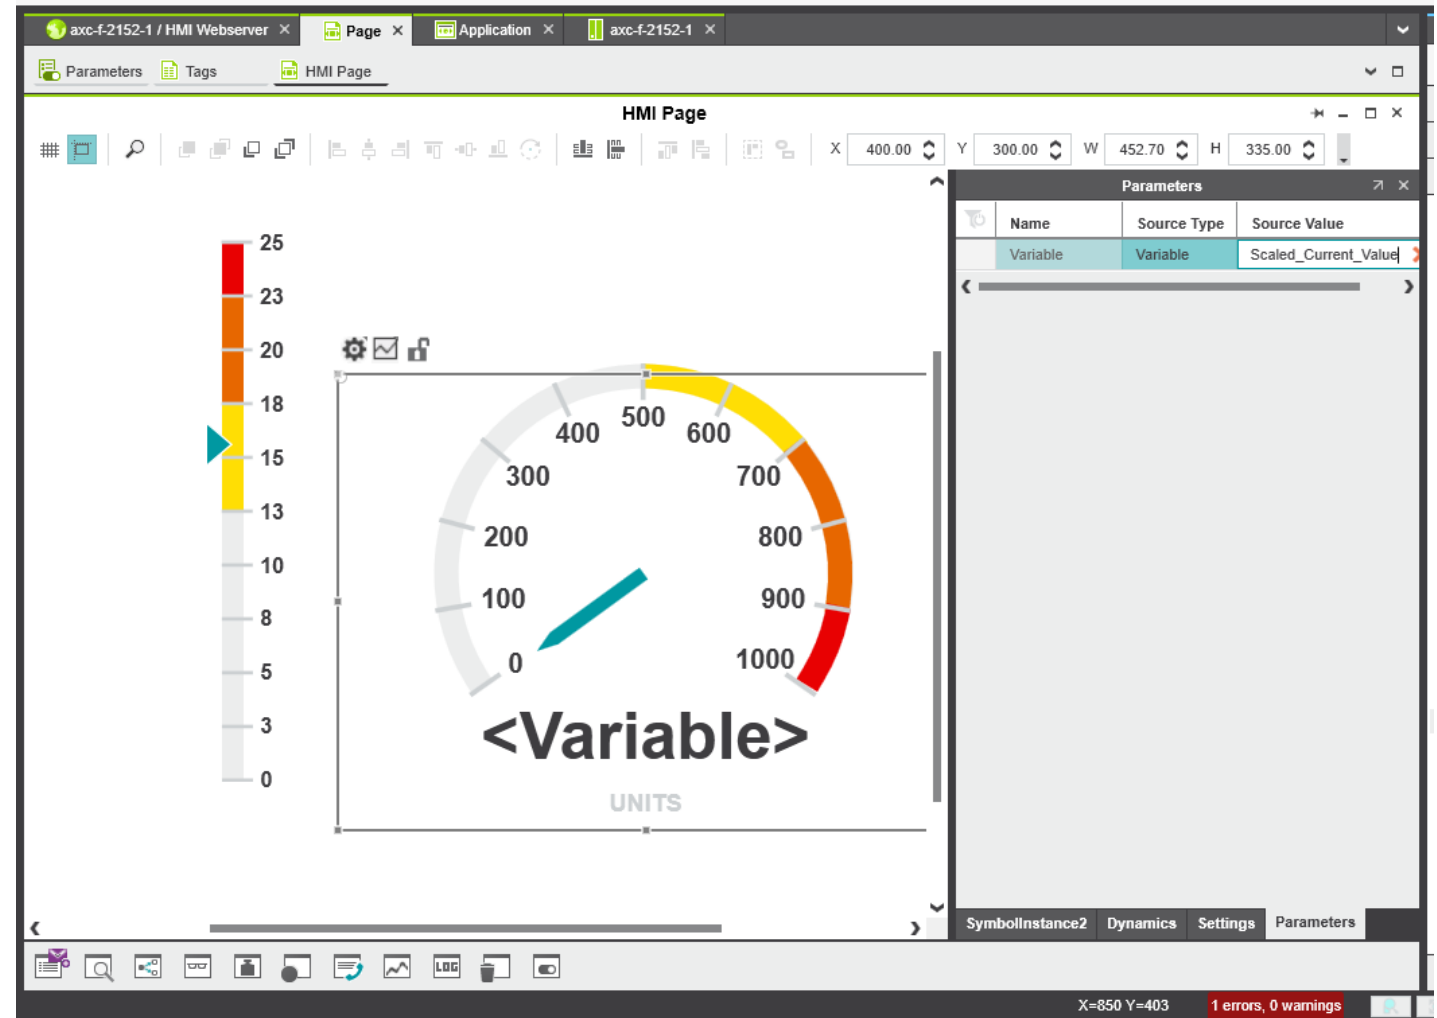 axc-f-2152-1 / HMI Webserver × Page × Application × axc-f-2152-1 ×
Parameters Tags HMI Page
HMI Page
X 400.00 Y 300.00 W 452.70 H 335.00
Parameters
Name Source Type Source Value
Variable Variable Scaled_Current_Value
25
23
20
18
15
13
10
8
5
3
0
0
100
200
300
400
500
600
700
800
900
1000
<Variable>
UNITS
SymbolInstance2 Dynamics Settings Parameters
LOG
X=850 Y=403 1 errors, 0 warnings